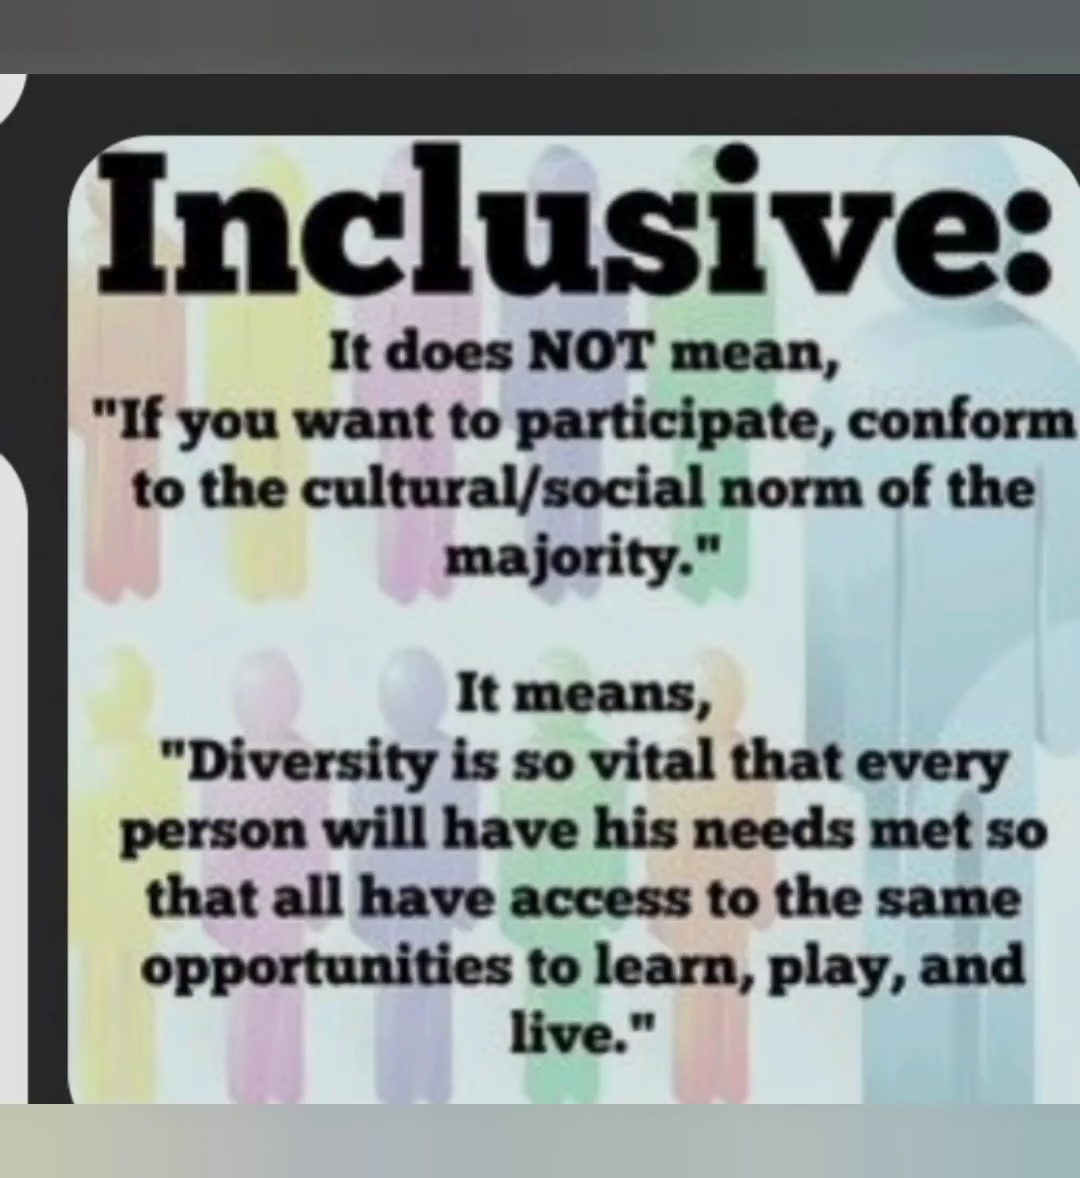 Inclusive:
It does NOT mean,
"If you want to participate, conform
to the cultural/social norm of the
majority."
It means,
"Diversity is so vital that every
person will have his needs met so
that all have access to the same
opportunities to learn, play, and
live."